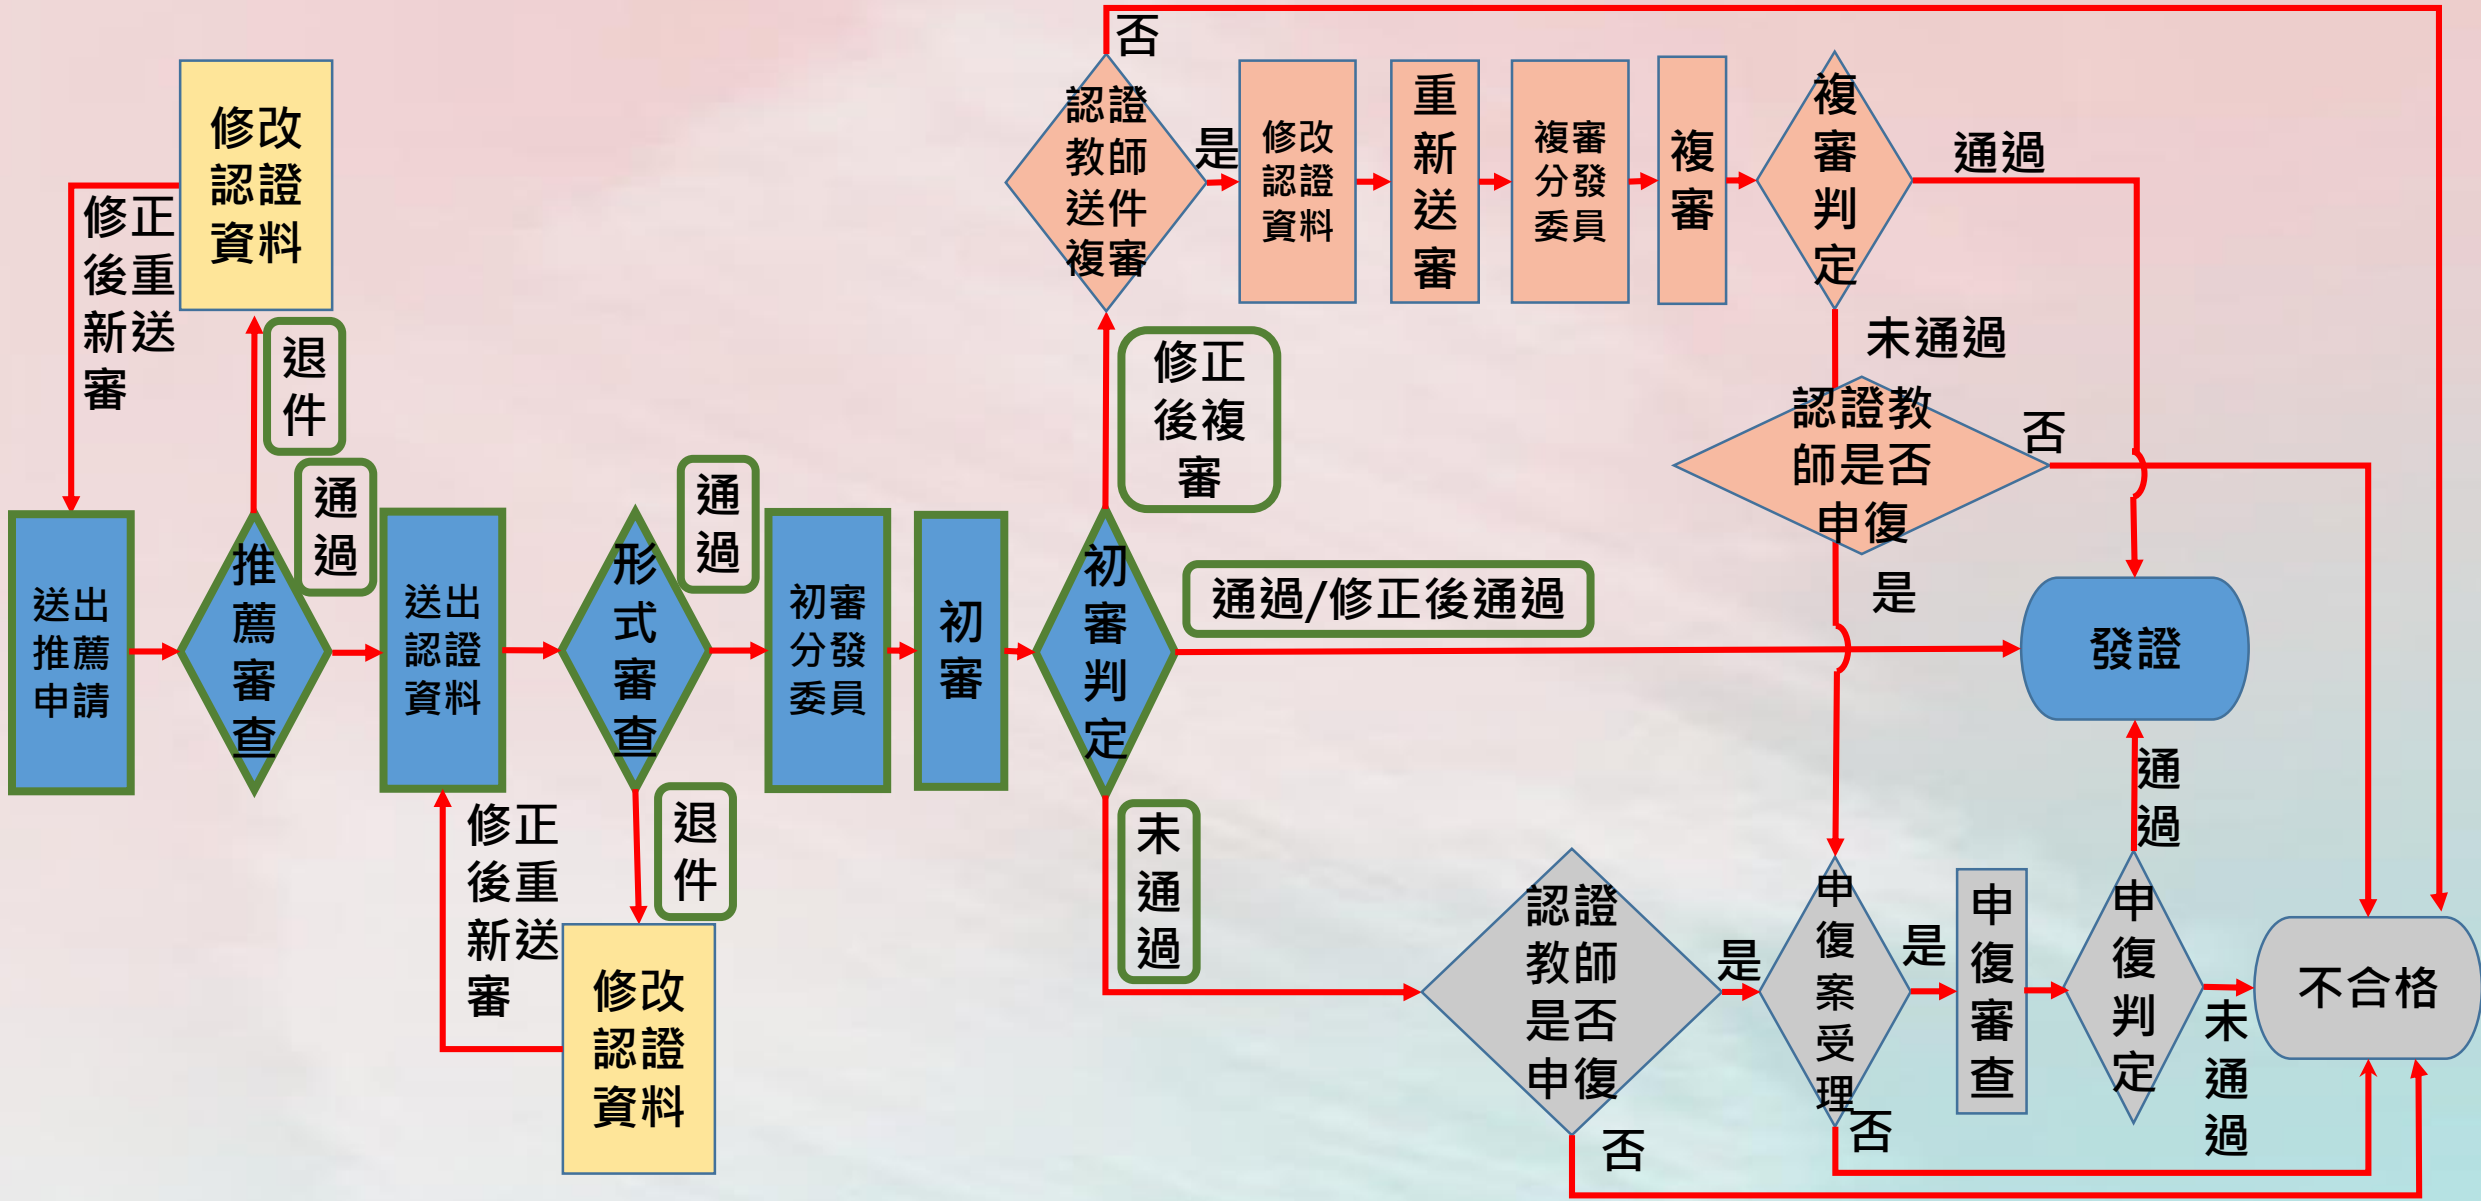 否
修改
認證
資料
修正
後重
新送
審
退
件
通
過
送出
推薦
申請
推
薦
審
查
送出
認證
資料
形
式
審
查
通
過
退
件
修正
後重
新送
審
修改
認證
資料
初審
分發
委員
初
審
初
審
判
定
修正
後複
審
認證
教師
送件
複審
是
修改
認證
資料
重
新
送
審
複審
分發
委員
複
審
複
審
判
定
通過
未通過
認證教
師是否
申復
否
是
通過/修正後通過
發證
未
通
過
認證
教師
是否
申復
是
否
申
復
案
受
理
是
否
申
復
審
查
申
復
判
定
通
過
未
通
過
不合格